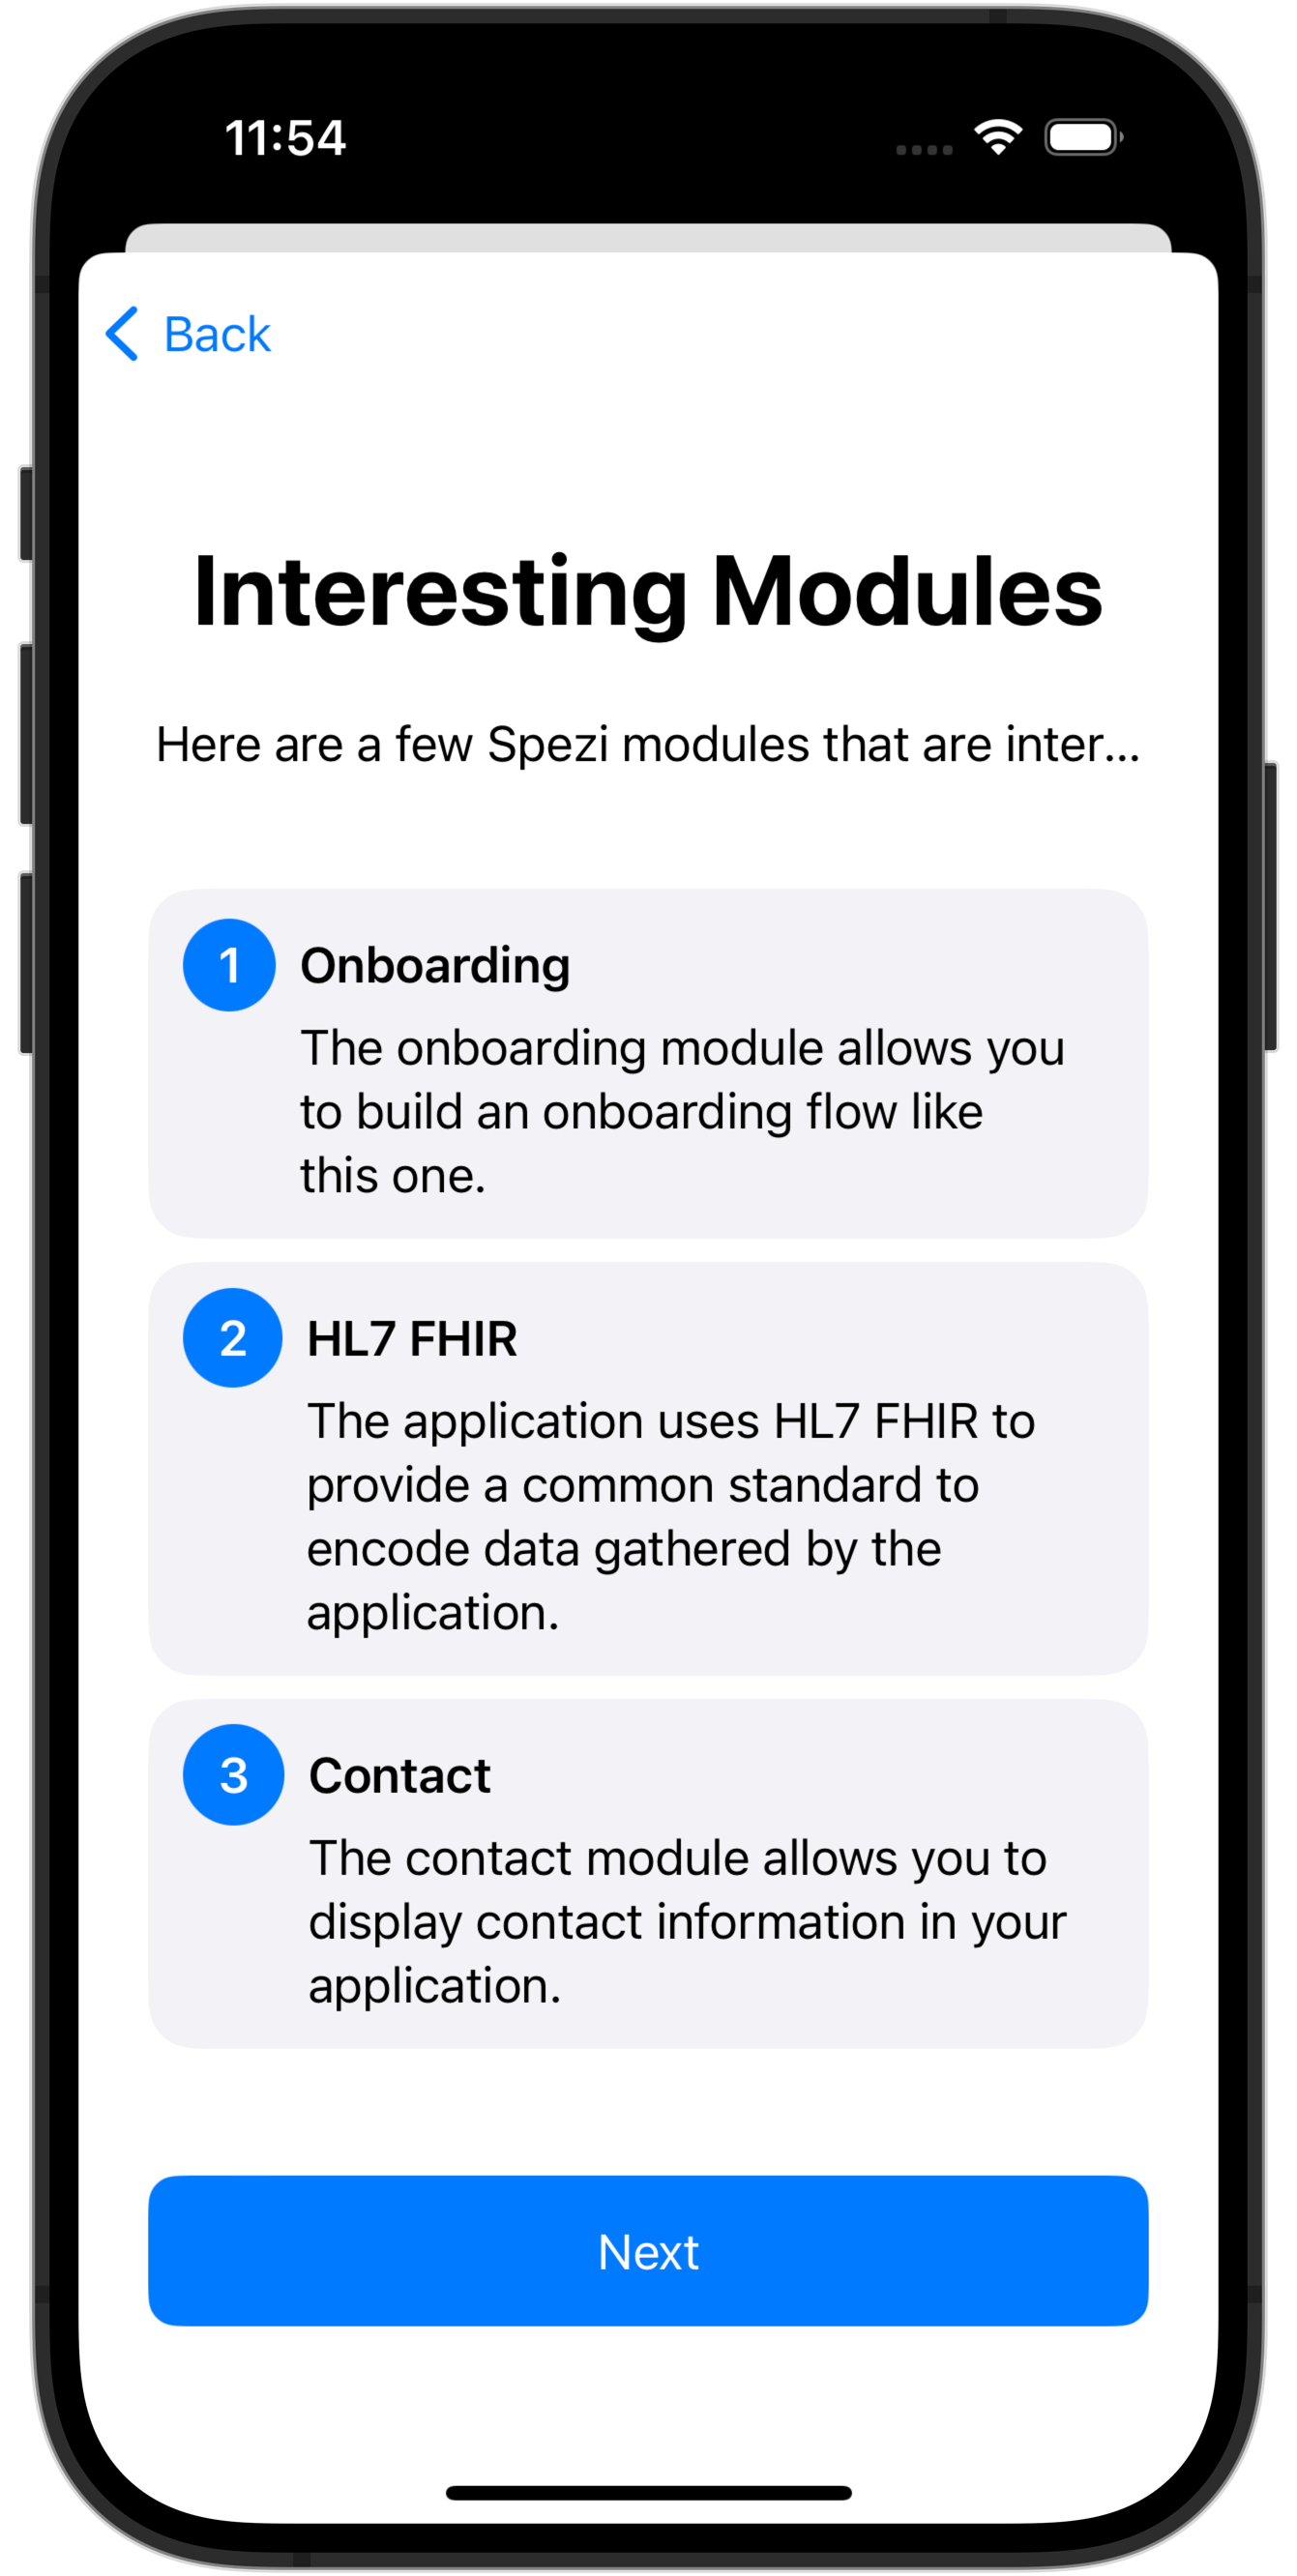 11:54
Back
Interesting Modules
Here are a few Spezi modules that are inter...
1 Onboarding
The onboarding module allows you
to build an onboarding flow like
this one.
2 HL7 FHIR
The application uses HL7 FHIR to
provide a common standard to
encode data gathered by the
application.
3 Contact
The contact module allows you to
display contact information in your
application.
Next